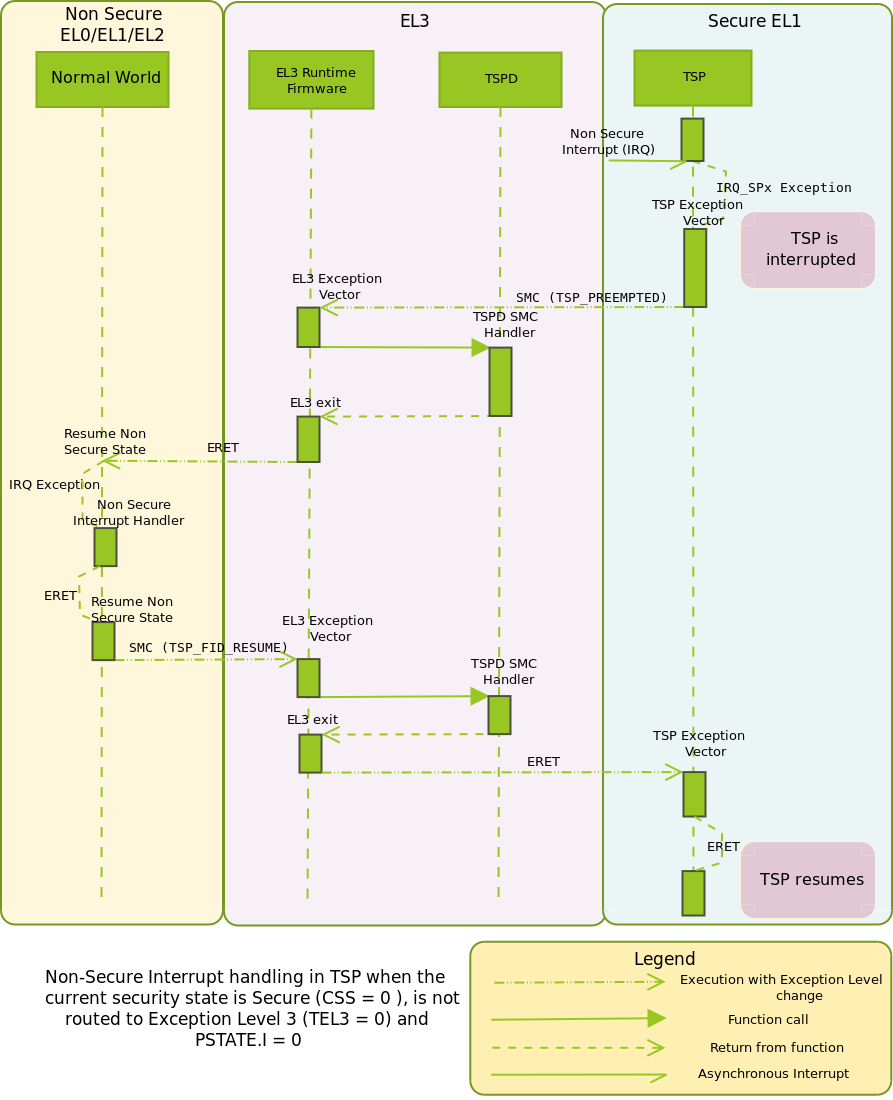 Non Secure
EL0/EL1/EL2
EL3
Secure EL1
Normal World
EL3 Runtime
Firmware
TSPD
TSP
Non Secure
Interrupt (IRQ)
IRQ_SPx Exception
TSP Exception
Vector
TSP is
interrupted
EL3 Exception
Vector
SMC (TSP_PREEMPTED)
TSPD SMC
Handler
EL3 exit
Resume Non
Secure State
ERET
IRQ Exception
Non Secure
Interrupt Handler
ERET
Resume Non
Secure State
EL3 Exception
Vector
SMC (TSP_FID_RESUME)
TSPD SMC
Handler
EL3 exit
TSP Exception
Vector
ERET
ERET
TSP resumes
Non-Secure Interrupt handling in TSP when the
current security state is Secure (CSS = 0 ), is not
routed to Exception Level 3 (TEL3 = 0) and
PSTATE.I = 0
Legend
Execution with Exception Level
change
Function call
Return from function
Asynchronous Interrupt